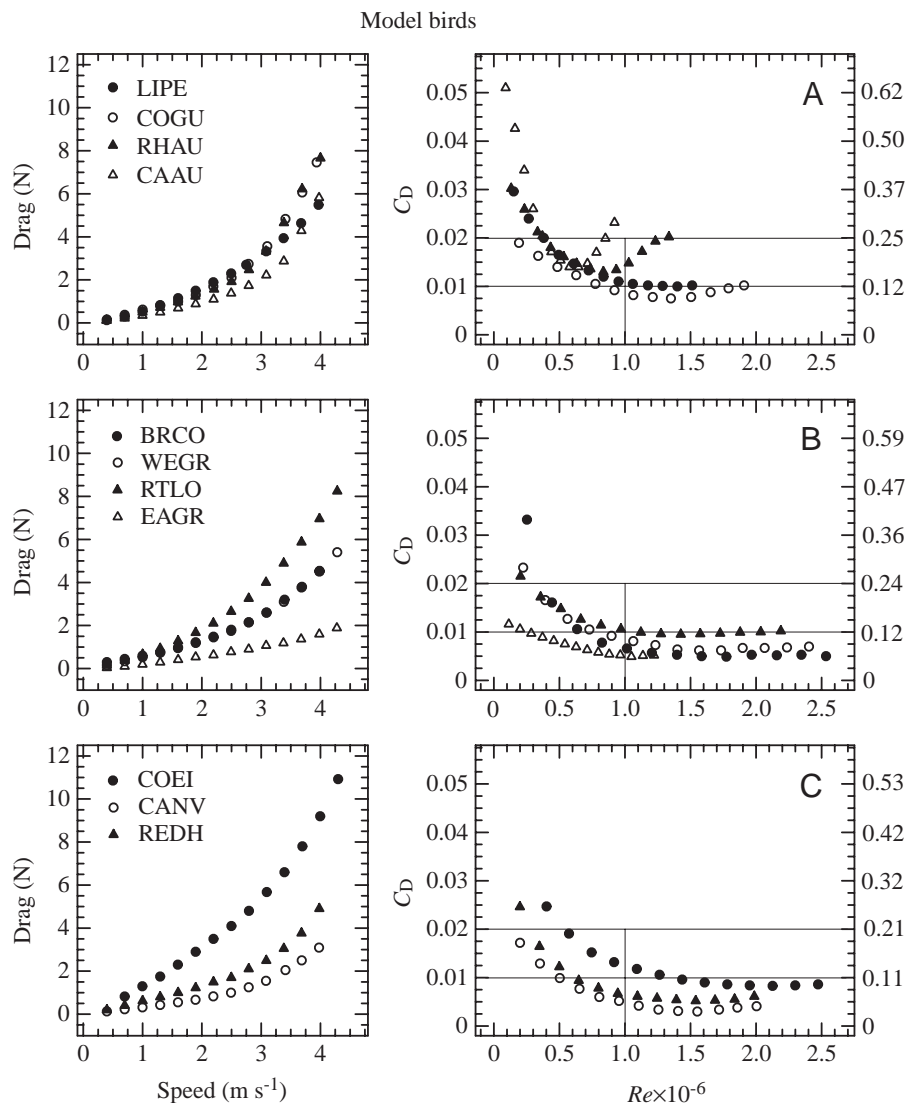 Model birds
12
10
8
6
4
2
0
Drag (N)
LIPE
COGU
RHAU
CAAU
0 1 2 3 4
A
0.05
0.04
0.03
0.02
0.01
0
C_D
0.62
0.50
0.37
0.25
0.12
0
0 0.5 1.0 1.5 2.0 2.5
12
10
8
6
4
2
0
Drag (N)
BRCO
WEGR
RTLO
EAGR
0 1 2 3 4
B
0.05
0.04
0.03
0.02
0.01
0
C_D
0.59
0.47
0.36
0.24
0.12
0
0 0.5 1.0 1.5 2.0 2.5
12
10
8
6
4
2
0
Drag (N)
COEI
CANV
REDH
0 1 2 3 4
Speed (m s⁻¹)
C
0.05
0.04
0.03
0.02
0.01
0
C_D
0.53
0.42
0.32
0.21
0.11
0
0 0.5 1.0 1.5 2.0 2.5
Re×10⁻⁶